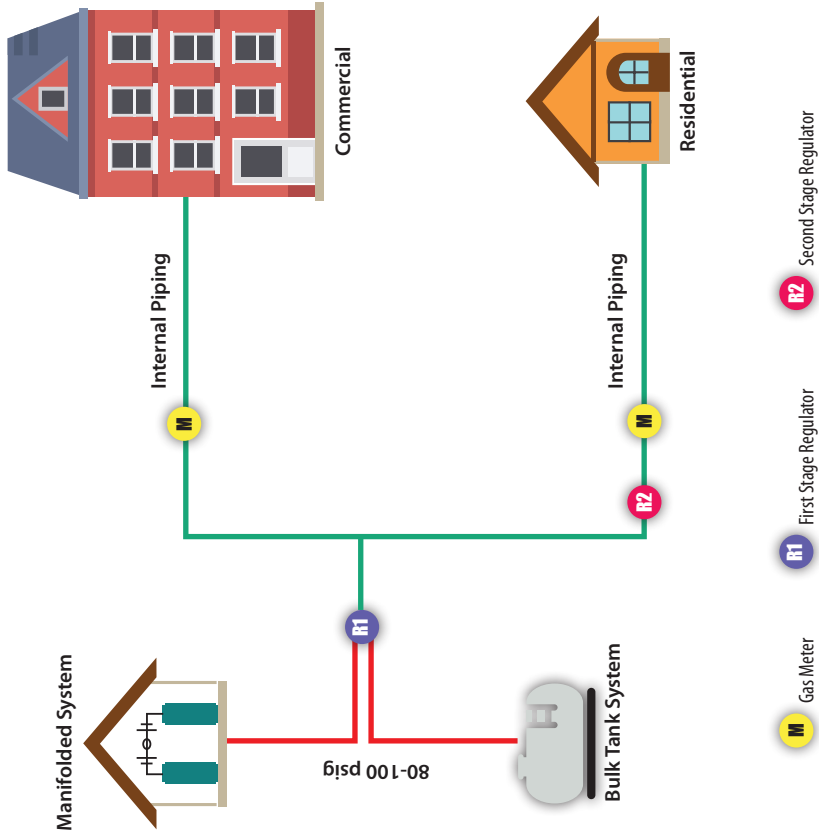 Manifolded System
80-100 psig
Bulk Tank System
R1
M
Internal Piping
Commercial
R2
M
Internal Piping
Residential
M Gas Meter
R1 First Stage Regulator
R2 Second Stage Regulator